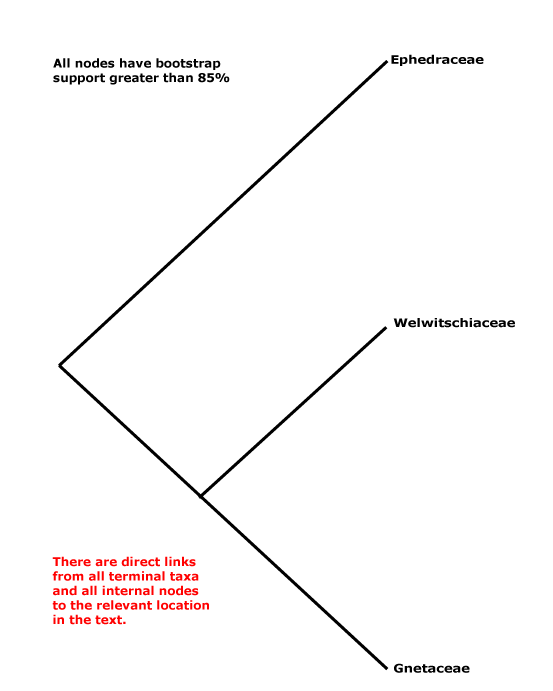 Ephedraceae
All nodes have bootstrap
support greater than 85%
Welwitschiaceae
There are direct links
from all terminal taxa
and all internal nodes
to the relevant location
in the text.
Gnetaceae